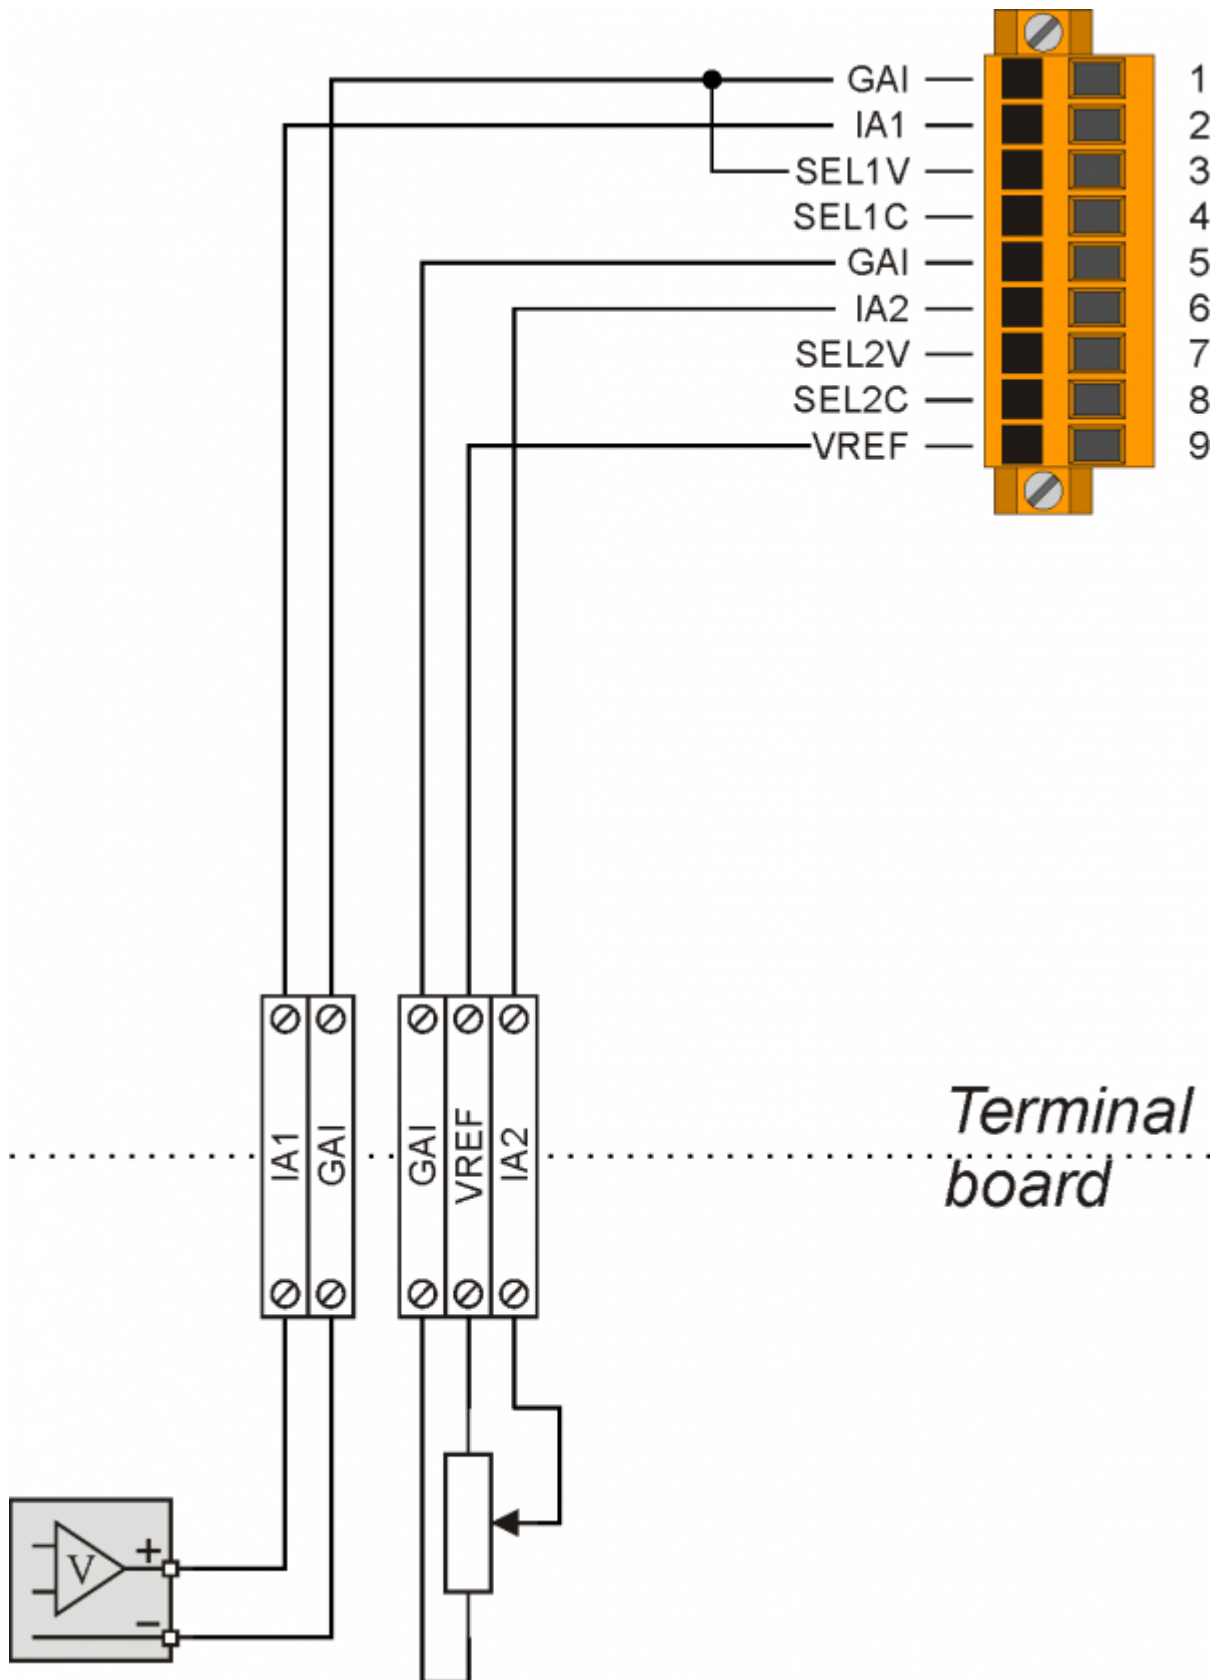 GAI 1
IA1 2
SEL1V 3
SEL1C 4
GAI 5
IA2 6
SEL2V 7
SEL2C 8
VREF 9
IA1
GAI
GAI
VREF
IA2
Terminal
board
V
+
−